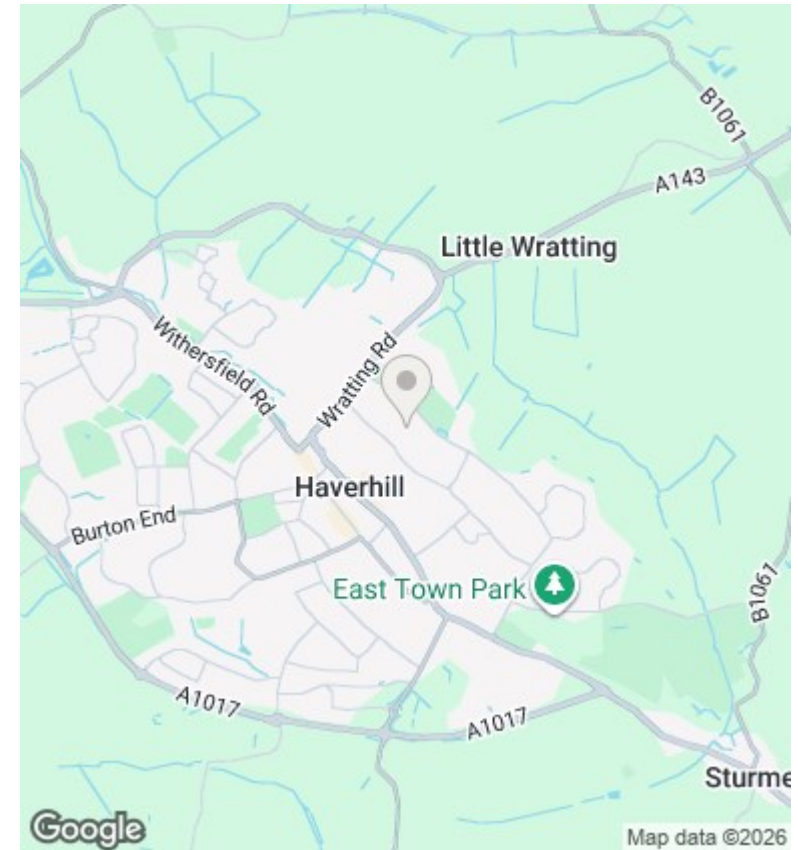 B1061
A143
Little Wratting
Withersfield Rd
Wratting Rd
Haverhill
Burton End
East Town Park
B1061
A1017
A1017
Sturme
Google
Map data ©2026